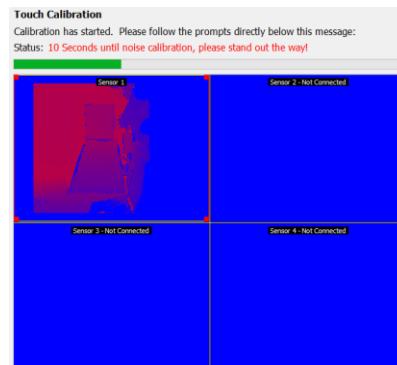 Touch Calibration
Calibration has started. Please follow the prompts directly below this message:
Status: 10 Seconds until noise calibration, please stand out the way!
Sensor 1
Sensor 2 - Not Connected
Sensor 3 - Not Connected
Sensor 4 - Not Connected